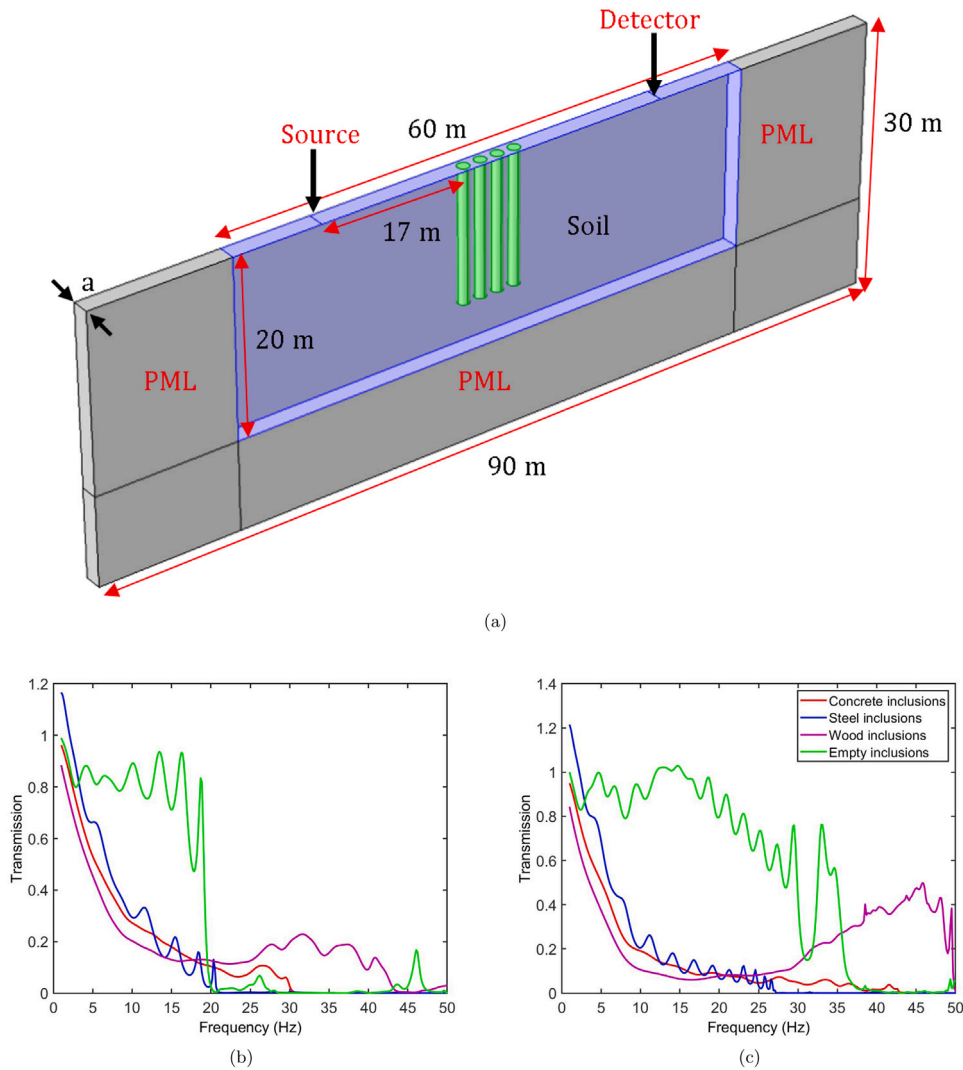 Detector
60 m
30 m
Source
PML
17 m
Soil
a
20 m
PML
PML
90 m
(a)
1.2
1
0.8
0.6
0.4
0.2
0
Transmission
0 5 10 15 20 25 30 35 40 45 50
Frequency (Hz)
(b)
1.4
1.2
1
0.8
0.6
0.4
0.2
0
Transmission
Concrete inclusions
Steel inclusions
Wood inclusions
Empty inclusions
0 5 10 15 20 25 30 35 40 45 50
Frequency (Hz)
(c)